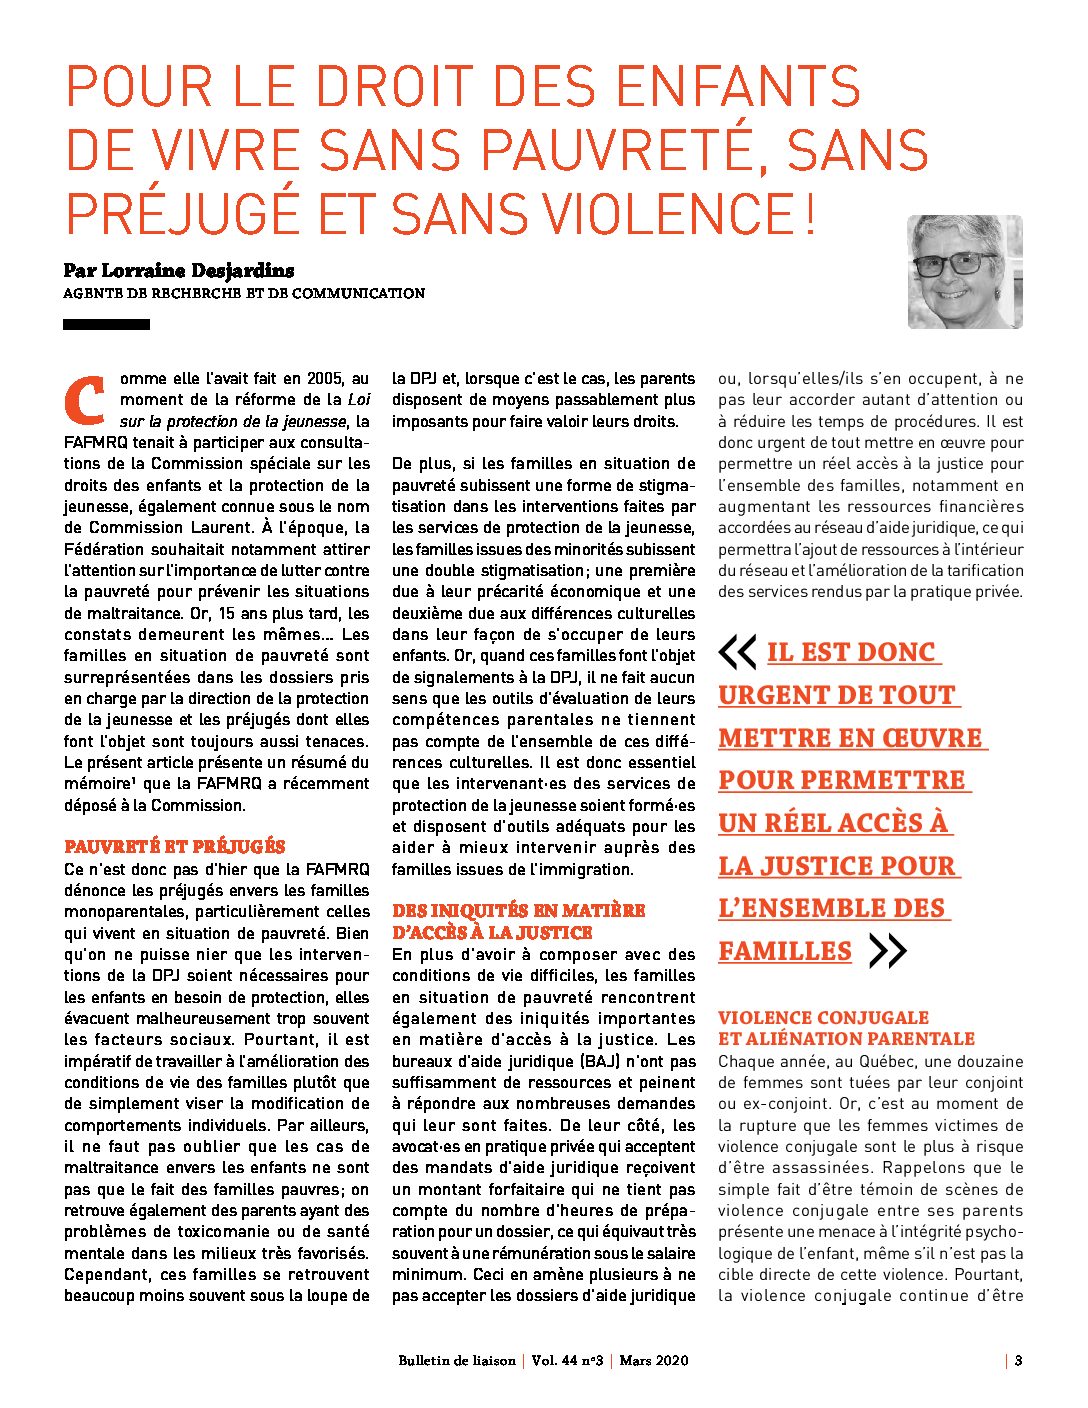 POUR LE DROIT DES ENFANTS
DE VIVRE SANS PAUVRETÉ, SANS
PRÉJUGÉ ET SANS VIOLENCE !
Par Lorraine Desjardins
AGENTE DE RECHERCHE ET DE COMMUNICATION
Comme elle l'avait fait en 2005, au
moment de la réforme de la Loi
sur la protection de la jeunesse, la
FAFMRQ tenait à participer aux consulta-
tions de la Commission spéciale sur les
droits des enfants et la protection de la
jeunesse, également connue sous le nom
de Commission Laurent. À l'époque, la
Fédération souhaitait notamment attirer
l'attention sur l'importance de lutter contre
la pauvreté pour prévenir les situations
de maltraitance. Or, 15 ans plus tard, les
constats demeurent les mêmes... Les
familles en situation de pauvreté sont
surreprésentées dans les dossiers pris
en charge par la direction de la protection
de la jeunesse et les préjugés dont elles
font l'objet sont toujours aussi tenaces.
Le présent article présente un résumé du
mémoire¹ que la FAFMRQ a récemment
déposé à la Commission.
PAUVRETÉ ET PRÉJUGÉS
Ce n'est donc pas d'hier que la FAFMRQ
dénonce les préjugés envers les familles
monoparentales, particulièrement celles
qui vivent en situation de pauvreté. Bien
qu'on ne puisse nier que les interven-
tions de la DPJ soient nécessaires pour
les enfants en besoin de protection, elles
évacuent malheureusement trop souvent
les facteurs sociaux. Pourtant, il est
impératif de travailler à l'amélioration des
conditions de vie des familles plutôt que
de simplement viser la modification de
comportements individuels. Par ailleurs,
il ne faut pas oublier que les cas de
maltraitance envers les enfants ne sont
pas que le fait des familles pauvres ; on
retrouve également des parents ayant des
problèmes de toxicomanie ou de santé
mentale dans les milieux très favorisés.
Cependant, ces familles se retrouvent
beaucoup moins souvent sous la loupe de
la DPJ et, lorsque c'est le cas, les parents
disposent de moyens passablement plus
imposants pour faire valoir leurs droits.
De plus, si les familles en situation de
pauvreté subissent une forme de stigma-
tisation dans les interventions faites par
les services de protection de la jeunesse,
les familles issues des minorités subissent
une double stigmatisation ; une première
due à leur précarité économique et une
deuxième due aux différences culturelles
dans leur façon de s'occuper de leurs
enfants. Or, quand ces familles font l'objet
de signalements à la DPJ, il ne fait aucun
sens que les outils d'évaluation de leurs
compétences parentales ne tiennent
pas compte de l'ensemble de ces diffé-
rences culturelles. Il est donc essentiel
que les intervenant·es des services de
protection de la jeunesse soient formé·es
et disposent d'outils adéquats pour les
aider à mieux intervenir auprès des
familles issues de l'immigration.
DES INIQUITÉS EN MATIÈRE
D'ACCÈS À LA JUSTICE
En plus d'avoir à composer avec des
conditions de vie difficiles, les familles
en situation de pauvreté rencontrent
également des iniquités importantes
en matière d'accès à la justice. Les
bureaux d'aide juridique (BAJ) n'ont pas
suffisamment de ressources et peinent
à répondre aux nombreuses demandes
qui leur sont faites. De leur côté, les
avocat·es en pratique privée qui acceptent
des mandats d'aide juridique reçoivent
un montant forfaitaire qui ne tient pas
compte du nombre d'heures de prépa-
ration pour un dossier, ce qui équivaut très
souvent à une rémunération sous le salaire
minimum. Ceci en amène plusieurs à ne
pas accepter les dossiers d'aide juridique
ou, lorsqu'elles/ils s'en occupent, à ne
pas leur accorder autant d'attention ou
à réduire les temps de procédures. Il est
donc urgent de tout mettre en œuvre pour
permettre un réel accès à la justice pour
l'ensemble des familles, notamment en
augmentant les ressources financières
accordées au réseau d'aide juridique, ce qui
permettra l'ajout de ressources à l'intérieur
du réseau et l'amélioration de la tarification
des services rendus par la pratique privée.
« IL EST DONC
URGENT DE TOUT
METTRE EN ŒUVRE
POUR PERMETTRE
UN RÉEL ACCÈS À
LA JUSTICE POUR
L'ENSEMBLE DES
FAMILLES »
VIOLENCE CONJUGALE
ET ALIÉNATION PARENTALE
Chaque année, au Québec, une douzaine
de femmes sont tuées par leur conjoint
ou ex-conjoint. Or, c'est au moment de
la rupture que les femmes victimes de
violence conjugale sont le plus à risque
d'être assassinées. Rappelons que le
simple fait d'être témoin de scènes de
violence conjugale entre ses parents
présente une menace à l'intégrité psycho-
logique de l'enfant, même s'il n'est pas la
cible directe de cette violence. Pourtant,
la violence conjugale continue d'être
Bulletin de liaison | Vol. 44 nº3 | Mars 2020
| 3